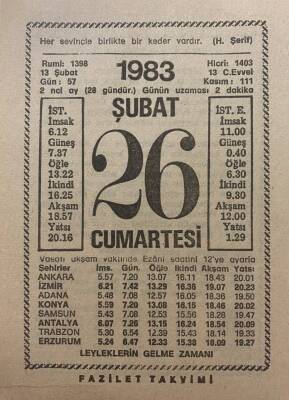 Her sevincle birlikte bir keder vardır. (H. Şerif)
Rumi: 1398 1983 Hicri: 1403
13 Şubat 13 C.Evvel
Gün: 57 ŞUBAT Kasım: 111
2 nci ay (28 gündür.) Günün uzaması: 2 dakika
İST. İST. E.
İmsak İmsak
6.12 11.00
Güneş Güneş
7.37 0.40
Öğle Öğle
13.22 6.30
İkindi İkindi
16.25 9.30
Akşam Akşam
18.57 12.00
Yatsı Yatsı
20.16 1.29
26
CUMARTESİ
Vasati akşam vaktinde Ezâni saatini 12'ye ayarla
Şehirler İms. Gün. Öğle İkindi Akşam Yatsı
ANKARA 5.57 7.20 13.07 16.11 18.43 20.01
İZMİR 6.21 7.42 13.29 16.36 19.07 20.23
ADANA 5.48 7.08 12.57 16.05 18.36 19.50
KONYA 5.59 7.20 13.08 16.15 18.46 20.02
SAMSUN 5.43 7.08 12.53 15.56 18.28 19.47
ANTALYA 6.07 7.26 13.15 16.24 18.54 20.09
TRABZON 5.30 6.54 12.39 15.43 18.14 19.33
ERZURUM 5.24 6.47 12.33 15.38 18.09 19.27
LEYLEKLERİN GELME ZAMANI
FAZİLET TAKVİMİ